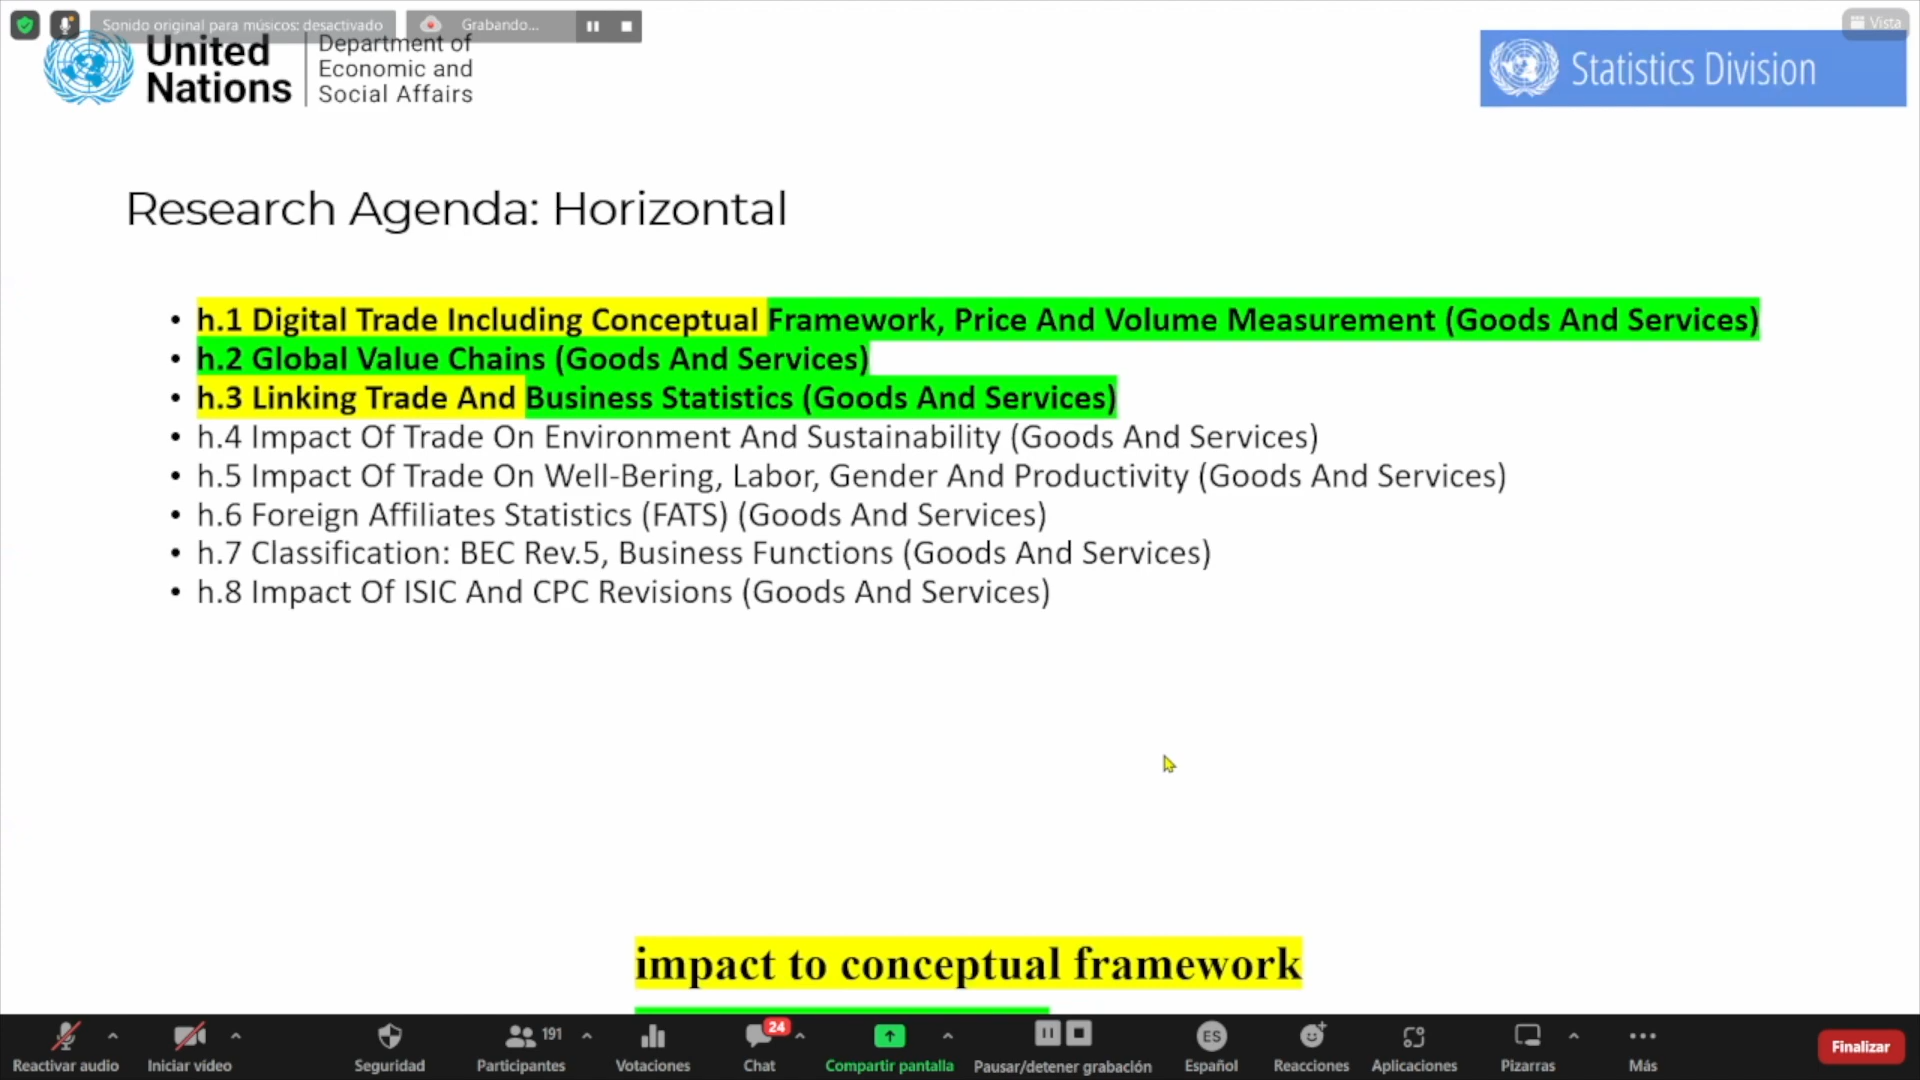 Sonido original para músicos: desactivado
Grabando...
Vista
United
Nations
Department of
Economic and
Social Affairs
Statistics Division
Research Agenda: Horizontal
• h.1 Digital Trade Including Conceptual Framework, Price And Volume Measurement (Goods And Services)
• h.2 Global Value Chains (Goods And Services)
• h.3 Linking Trade And Business Statistics (Goods And Services)
• h.4 Impact Of Trade On Environment And Sustainability (Goods And Services)
• h.5 Impact Of Trade On Well-Bering, Labor, Gender And Productivity (Goods And Services)
• h.6 Foreign Affiliates Statistics (FATS) (Goods And Services)
• h.7 Classification: BEC Rev.5, Business Functions (Goods And Services)
• h.8 Impact Of ISIC And CPC Revisions (Goods And Services)
impact to conceptual framework
191
24
ES
Reactivar audio
Iniciar vídeo
Seguridad
Participantes
Votaciones
Chat
Compartir pantalla
Pausar/detener grabación
Español
Reacciones
Aplicaciones
Pizarras
Más
Finalizar